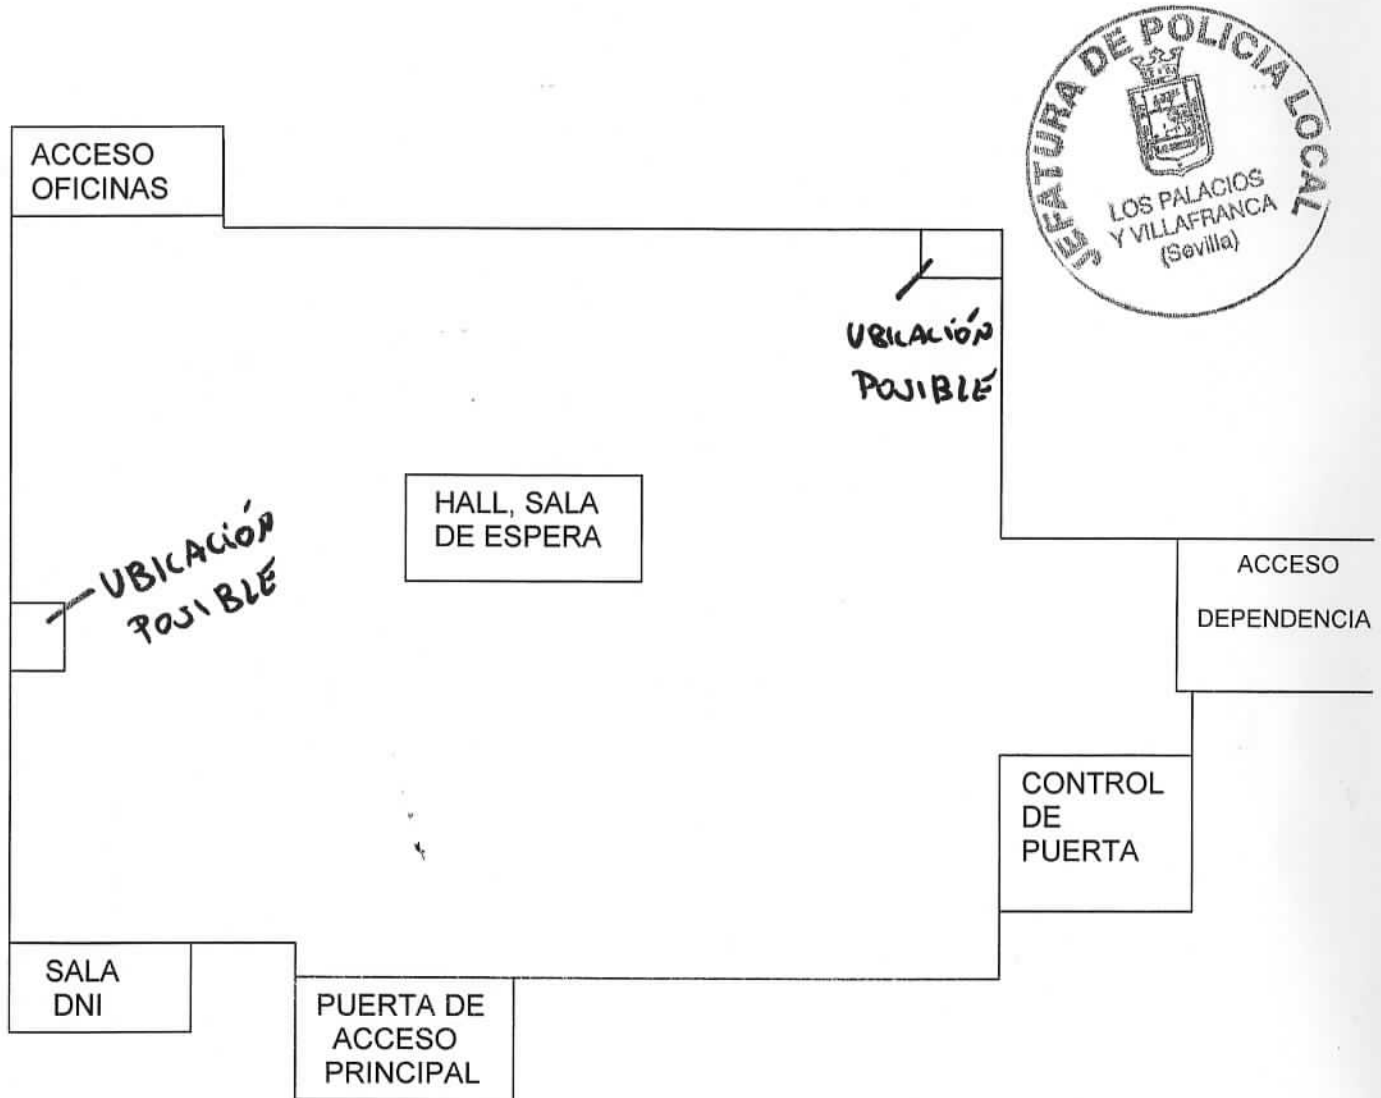 JEFATURA DE POLICIA LOCAL
LOS PALACIOS
Y VILLAFRANCA
(Sevilla)
ACCESO
OFICINAS
UBICACIÓN
POSIBLE
HALL, SALA
DE ESPERA
UBICACIÓN
POSIBLE
ACCESO
DEPENDENCIA
CONTROL
DE
PUERTA
SALA
DNI
PUERTA DE
ACCESO
PRINCIPAL